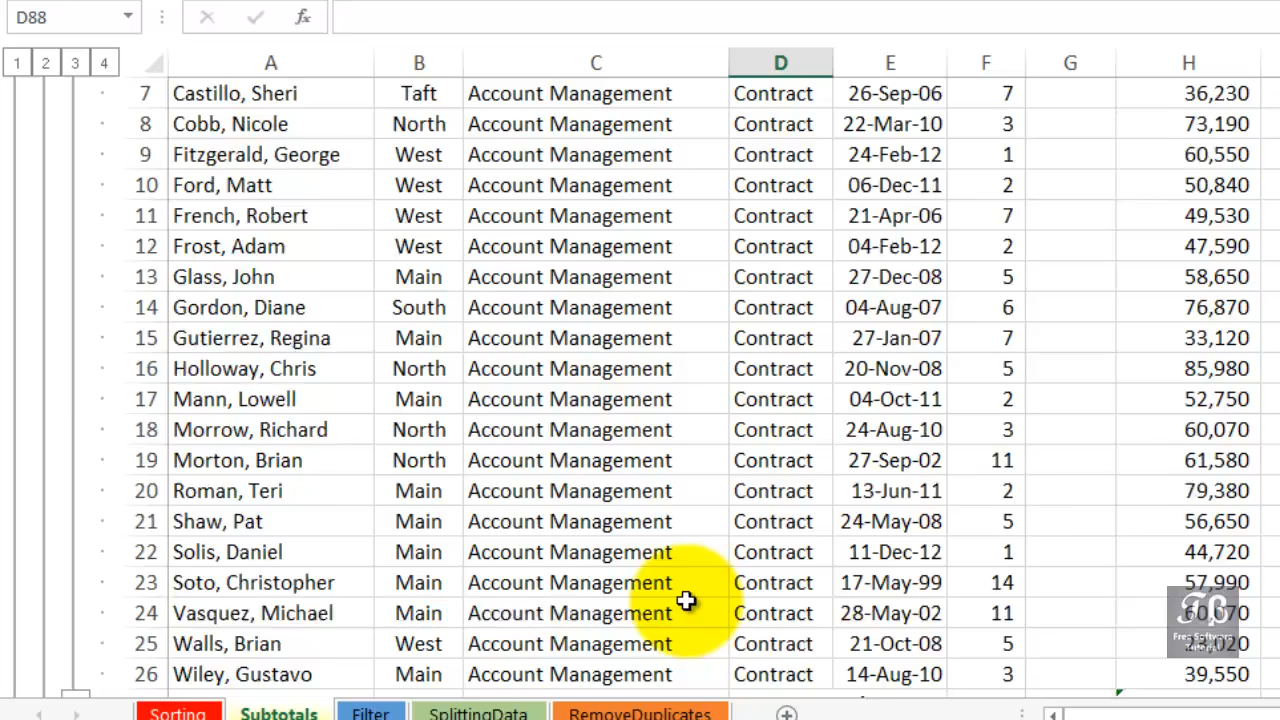 D88 fx
1 2 3 4 A B C D E F G H
7 Castillo, Sheri Taft Account Management Contract 26-Sep-06 7 36,230
8 Cobb, Nicole North Account Management Contract 22-Mar-10 3 73,190
9 Fitzgerald, George West Account Management Contract 24-Feb-12 1 60,550
10 Ford, Matt West Account Management Contract 06-Dec-11 2 50,840
11 French, Robert West Account Management Contract 21-Apr-06 7 49,530
12 Frost, Adam West Account Management Contract 04-Feb-12 2 47,590
13 Glass, John Main Account Management Contract 27-Dec-08 5 58,650
14 Gordon, Diane South Account Management Contract 04-Aug-07 6 76,870
15 Gutierrez, Regina Main Account Management Contract 27-Jan-07 7 33,120
16 Holloway, Chris North Account Management Contract 20-Nov-08 5 85,980
17 Mann, Lowell Main Account Management Contract 04-Oct-11 2 52,750
18 Morrow, Richard North Account Management Contract 24-Aug-10 3 60,070
19 Morton, Brian North Account Management Contract 27-Sep-02 11 61,580
20 Roman, Teri Main Account Management Contract 13-Jun-11 2 79,380
21 Shaw, Pat Main Account Management Contract 24-May-08 5 56,650
22 Solis, Daniel Main Account Management Contract 11-Dec-12 1 44,720
23 Soto, Christopher Main Account Management Contract 17-May-99 14 57,990
24 Vasquez, Michael Main Account Management Contract 28-May-02 11
25 Walls, Brian West Account Management Contract 21-Oct-08 5
26 Wiley, Gustavo Main Account Management Contract 14-Aug-10 3 39,550
Free Software
Tutorial
Sorting Subtotals Filter SplittingData RemoveDuplicates